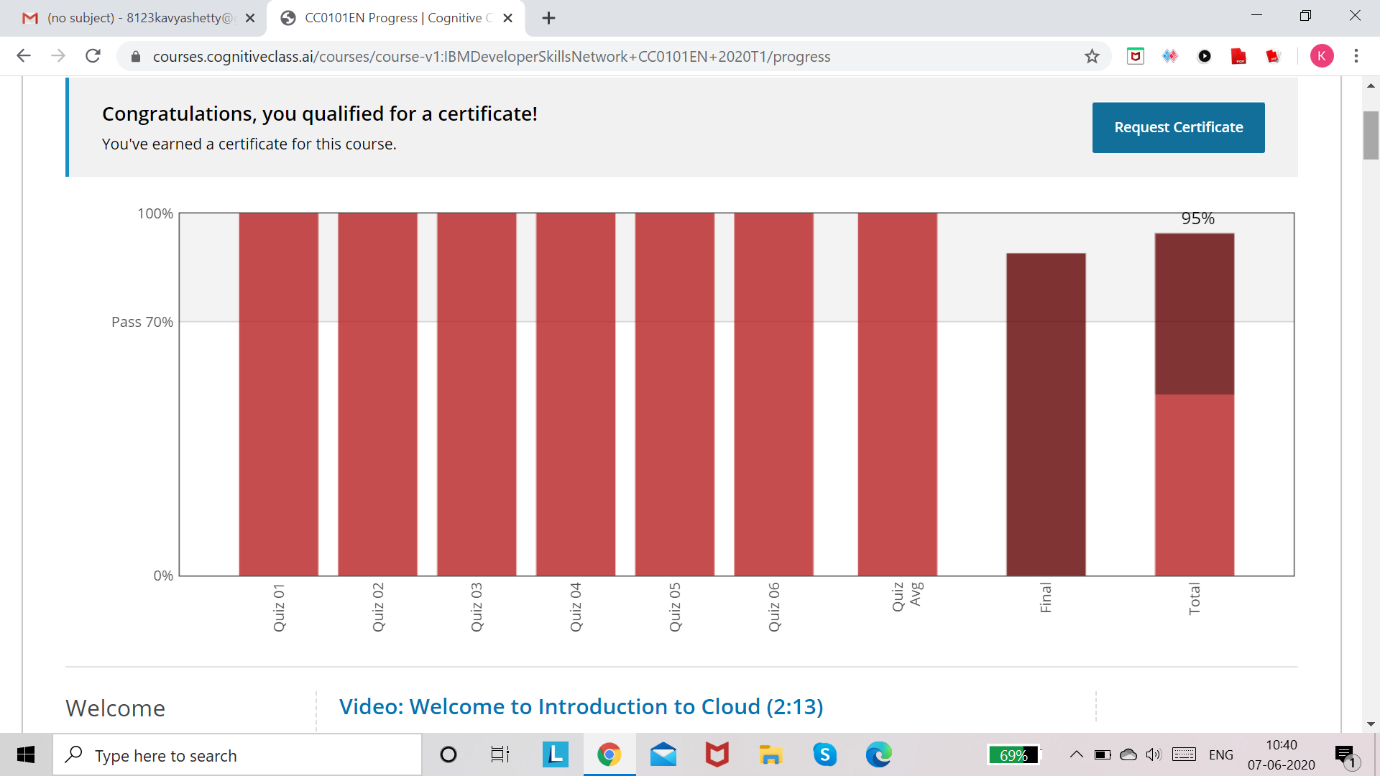 (no subject) - 8123kavyashetty@
CC0101EN Progress | Cognitive C
courses.cognitiveclass.ai/courses/course-v1:IBMDeveloperSkillsNetwork+CC0101EN+2020T1/progress
K
Congratulations, you qualified for a certificate!
You've earned a certificate for this course.
Request Certificate
100%
95%
Pass 70%
0%
Quiz 01
Quiz 02
Quiz 03
Quiz 04
Quiz 05
Quiz 06
Quiz
Avg
Final
Total
Welcome
Video: Welcome to Introduction to Cloud (2:13)
Type here to search
L
S
69%
ENG
10:40
07-06-2020
1